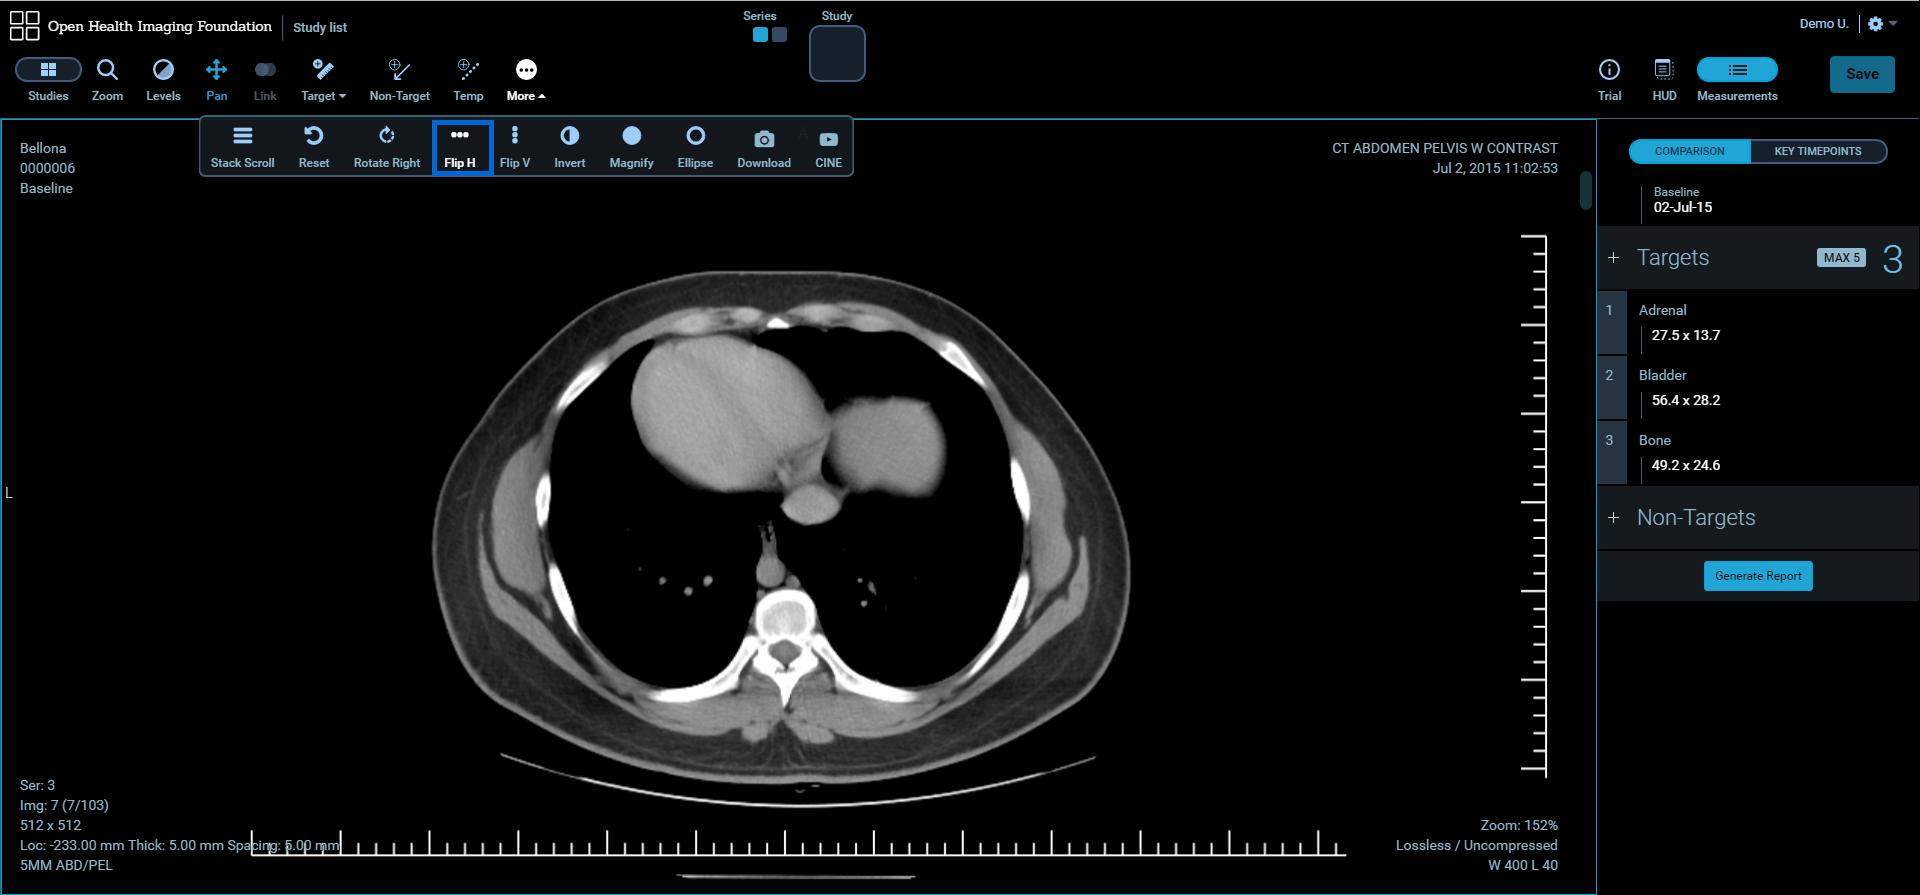 Open Health Imaging Foundation
Study list
Series
Study
Demo U.
Studies
Zoom
Levels
Pan
Link
Target
Non-Target
Temp
More
Trial
HUD
Measurements
Save
Stack Scroll
Reset
Rotate Right
Flip H
Flip V
Invert
Magnify
Ellipse
Download
CINE
Bellona
0000006
Baseline
CT ABDOMEN PELVIS W CONTRAST
Jul 2, 2015 11:02:53
L
Ser: 3
Img: 7 (7/103)
512 x 512
Loc: -233.00 mm Thick: 5.00 mm Spacing: 5.00 mm
5MM ABD/PEL
Zoom: 152%
Lossless / Uncompressed
W 400 L 40
COMPARISON
KEY TIMEPOINTS
Baseline
02-Jul-15
+ Targets MAX 5 3
1 Adrenal
27.5 x 13.7
2 Bladder
56.4 x 28.2
3 Bone
49.2 x 24.6
+ Non-Targets
Generate Report